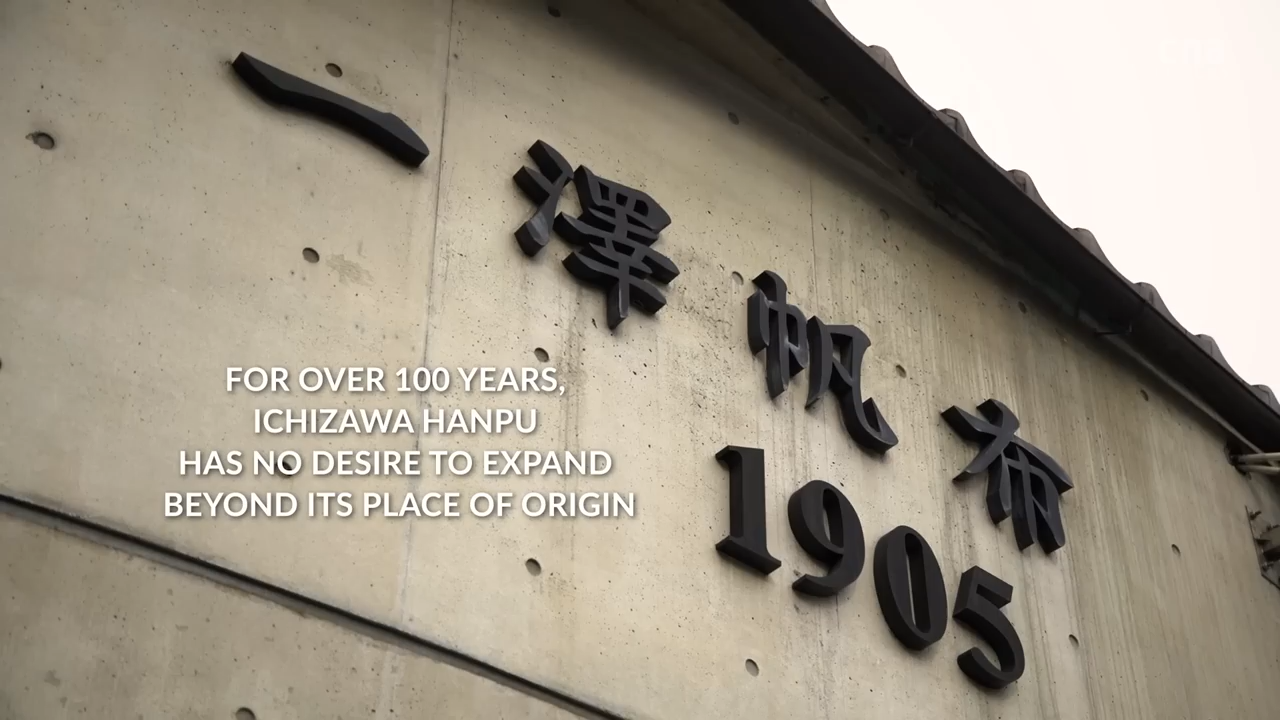 一澤帆布
1905
FOR OVER 100 YEARS,
ICHIZAWA HANPU
HAS NO DESIRE TO EXPAND
BEYOND ITS PLACE OF ORIGIN